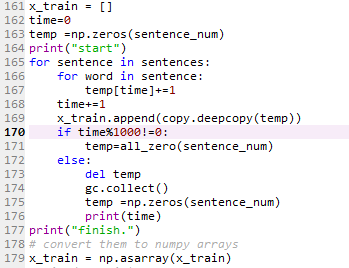 161 x_train = []
162 time=0
163 temp =np.zeros(sentence_num)
164 print("start")
165 for sentence in sentences:
166     for word in sentence:
167         temp[time]+=1
168     time+=1
169     x_train.append(copy.deepcopy(temp))
170     if time%1000!=0:
171         temp=all_zero(sentence_num)
172     else:
173         del temp
174         gc.collect()
175         temp =np.zeros(sentence_num)
176         print(time)
177 print("finish.")
178 # convert them to numpy arrays
179 x_train = np.asarray(x_train)